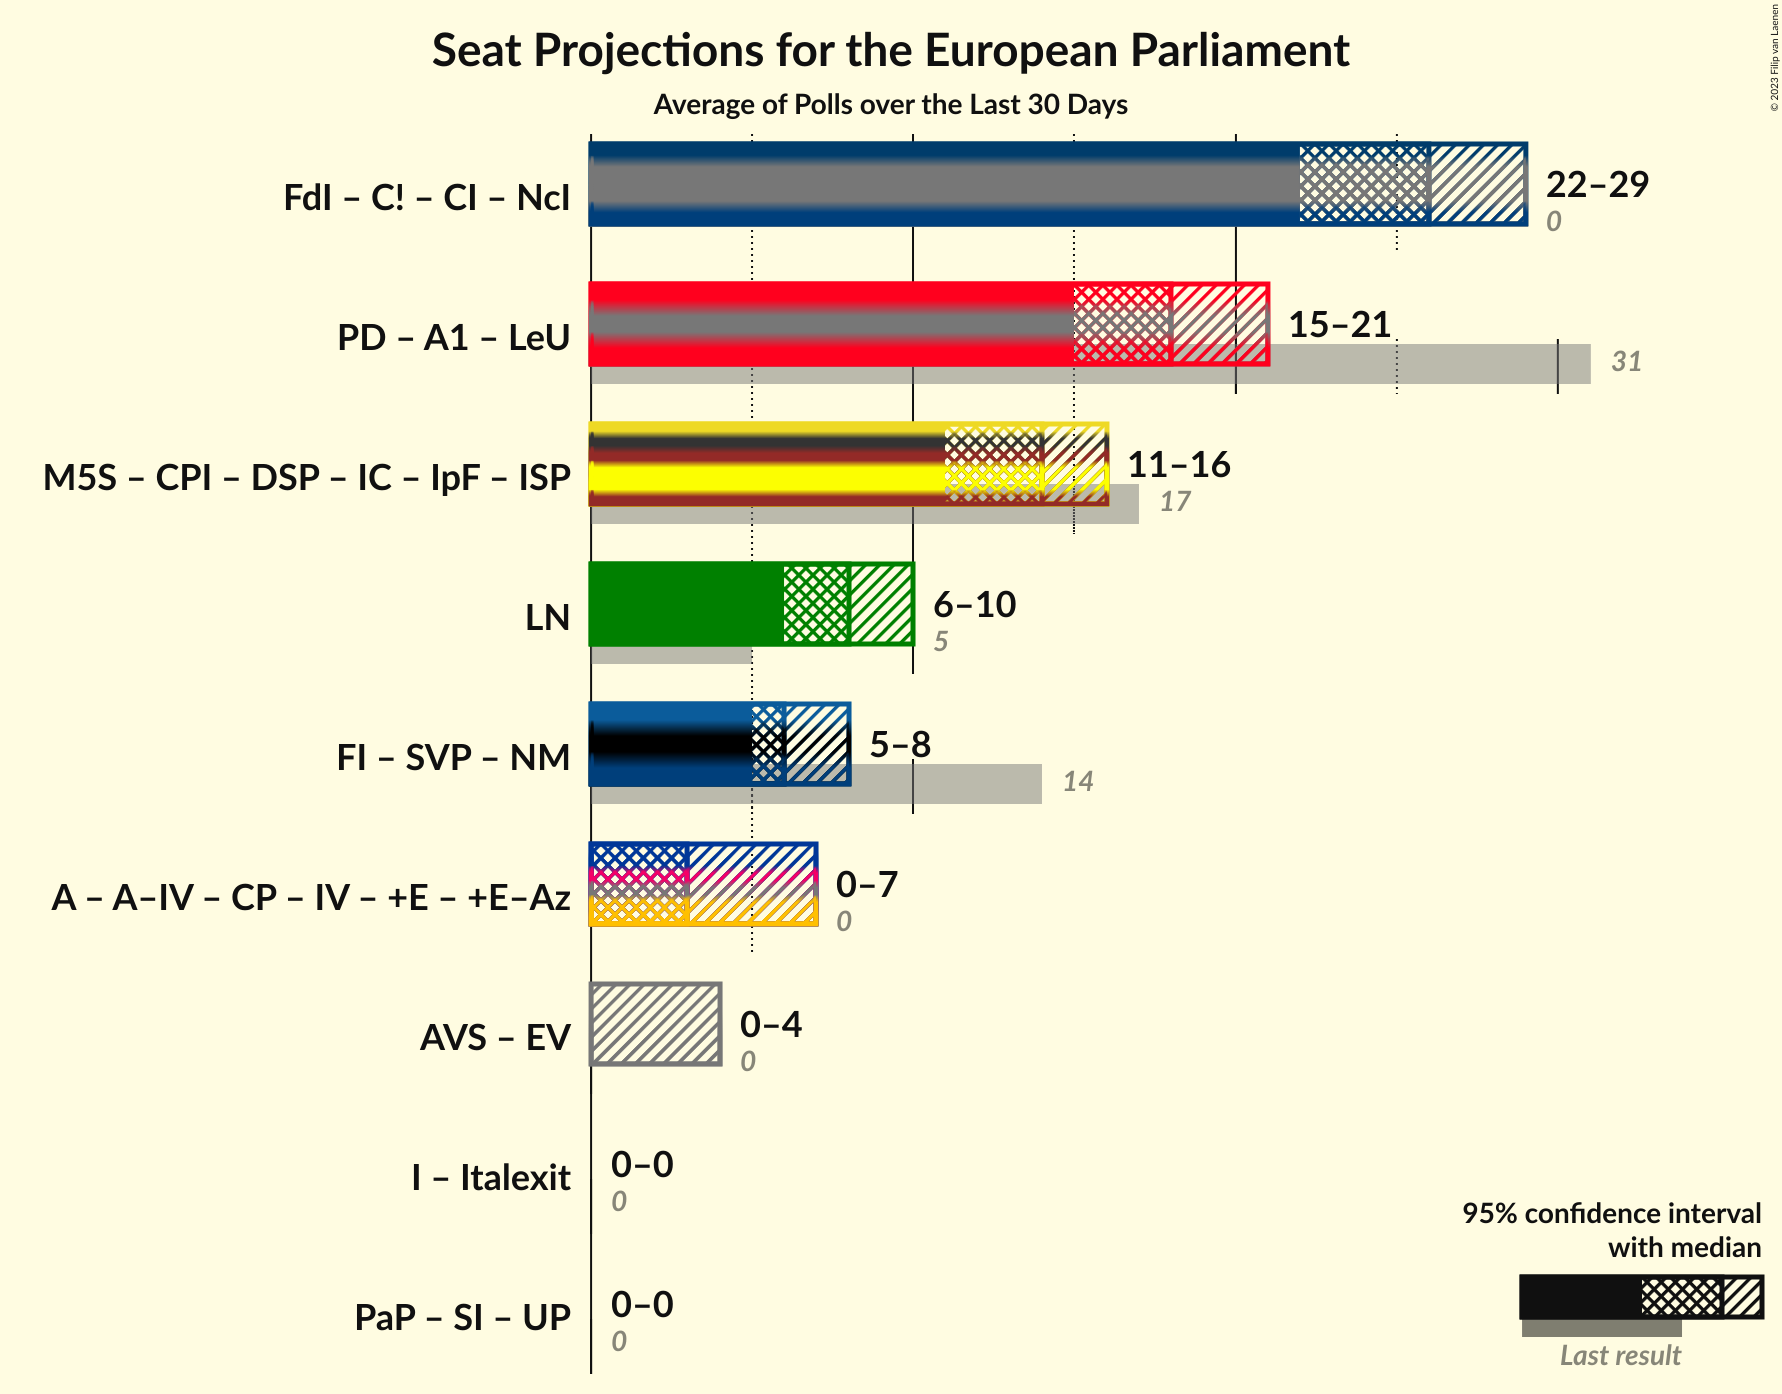 Seat Projections for the European Parliament
Average of Polls over the Last 30 Days
© 2023 Filip van Laenen
FdI – C! – CI – NcI
22–29
0
PD – A1 – LeU
15–21
31
M5S – CPI – DSP – IC – IpF – ISP
11–16
17
LN
6–10
5
FI – SVP – NM
5–8
14
A – A–IV – CP – IV – +E – +E–Az
0–7
0
AVS – EV
0–4
0
I – Italexit
0–0
0
PaP – SI – UP
0–0
0
95% confidence interval
with median
Last result